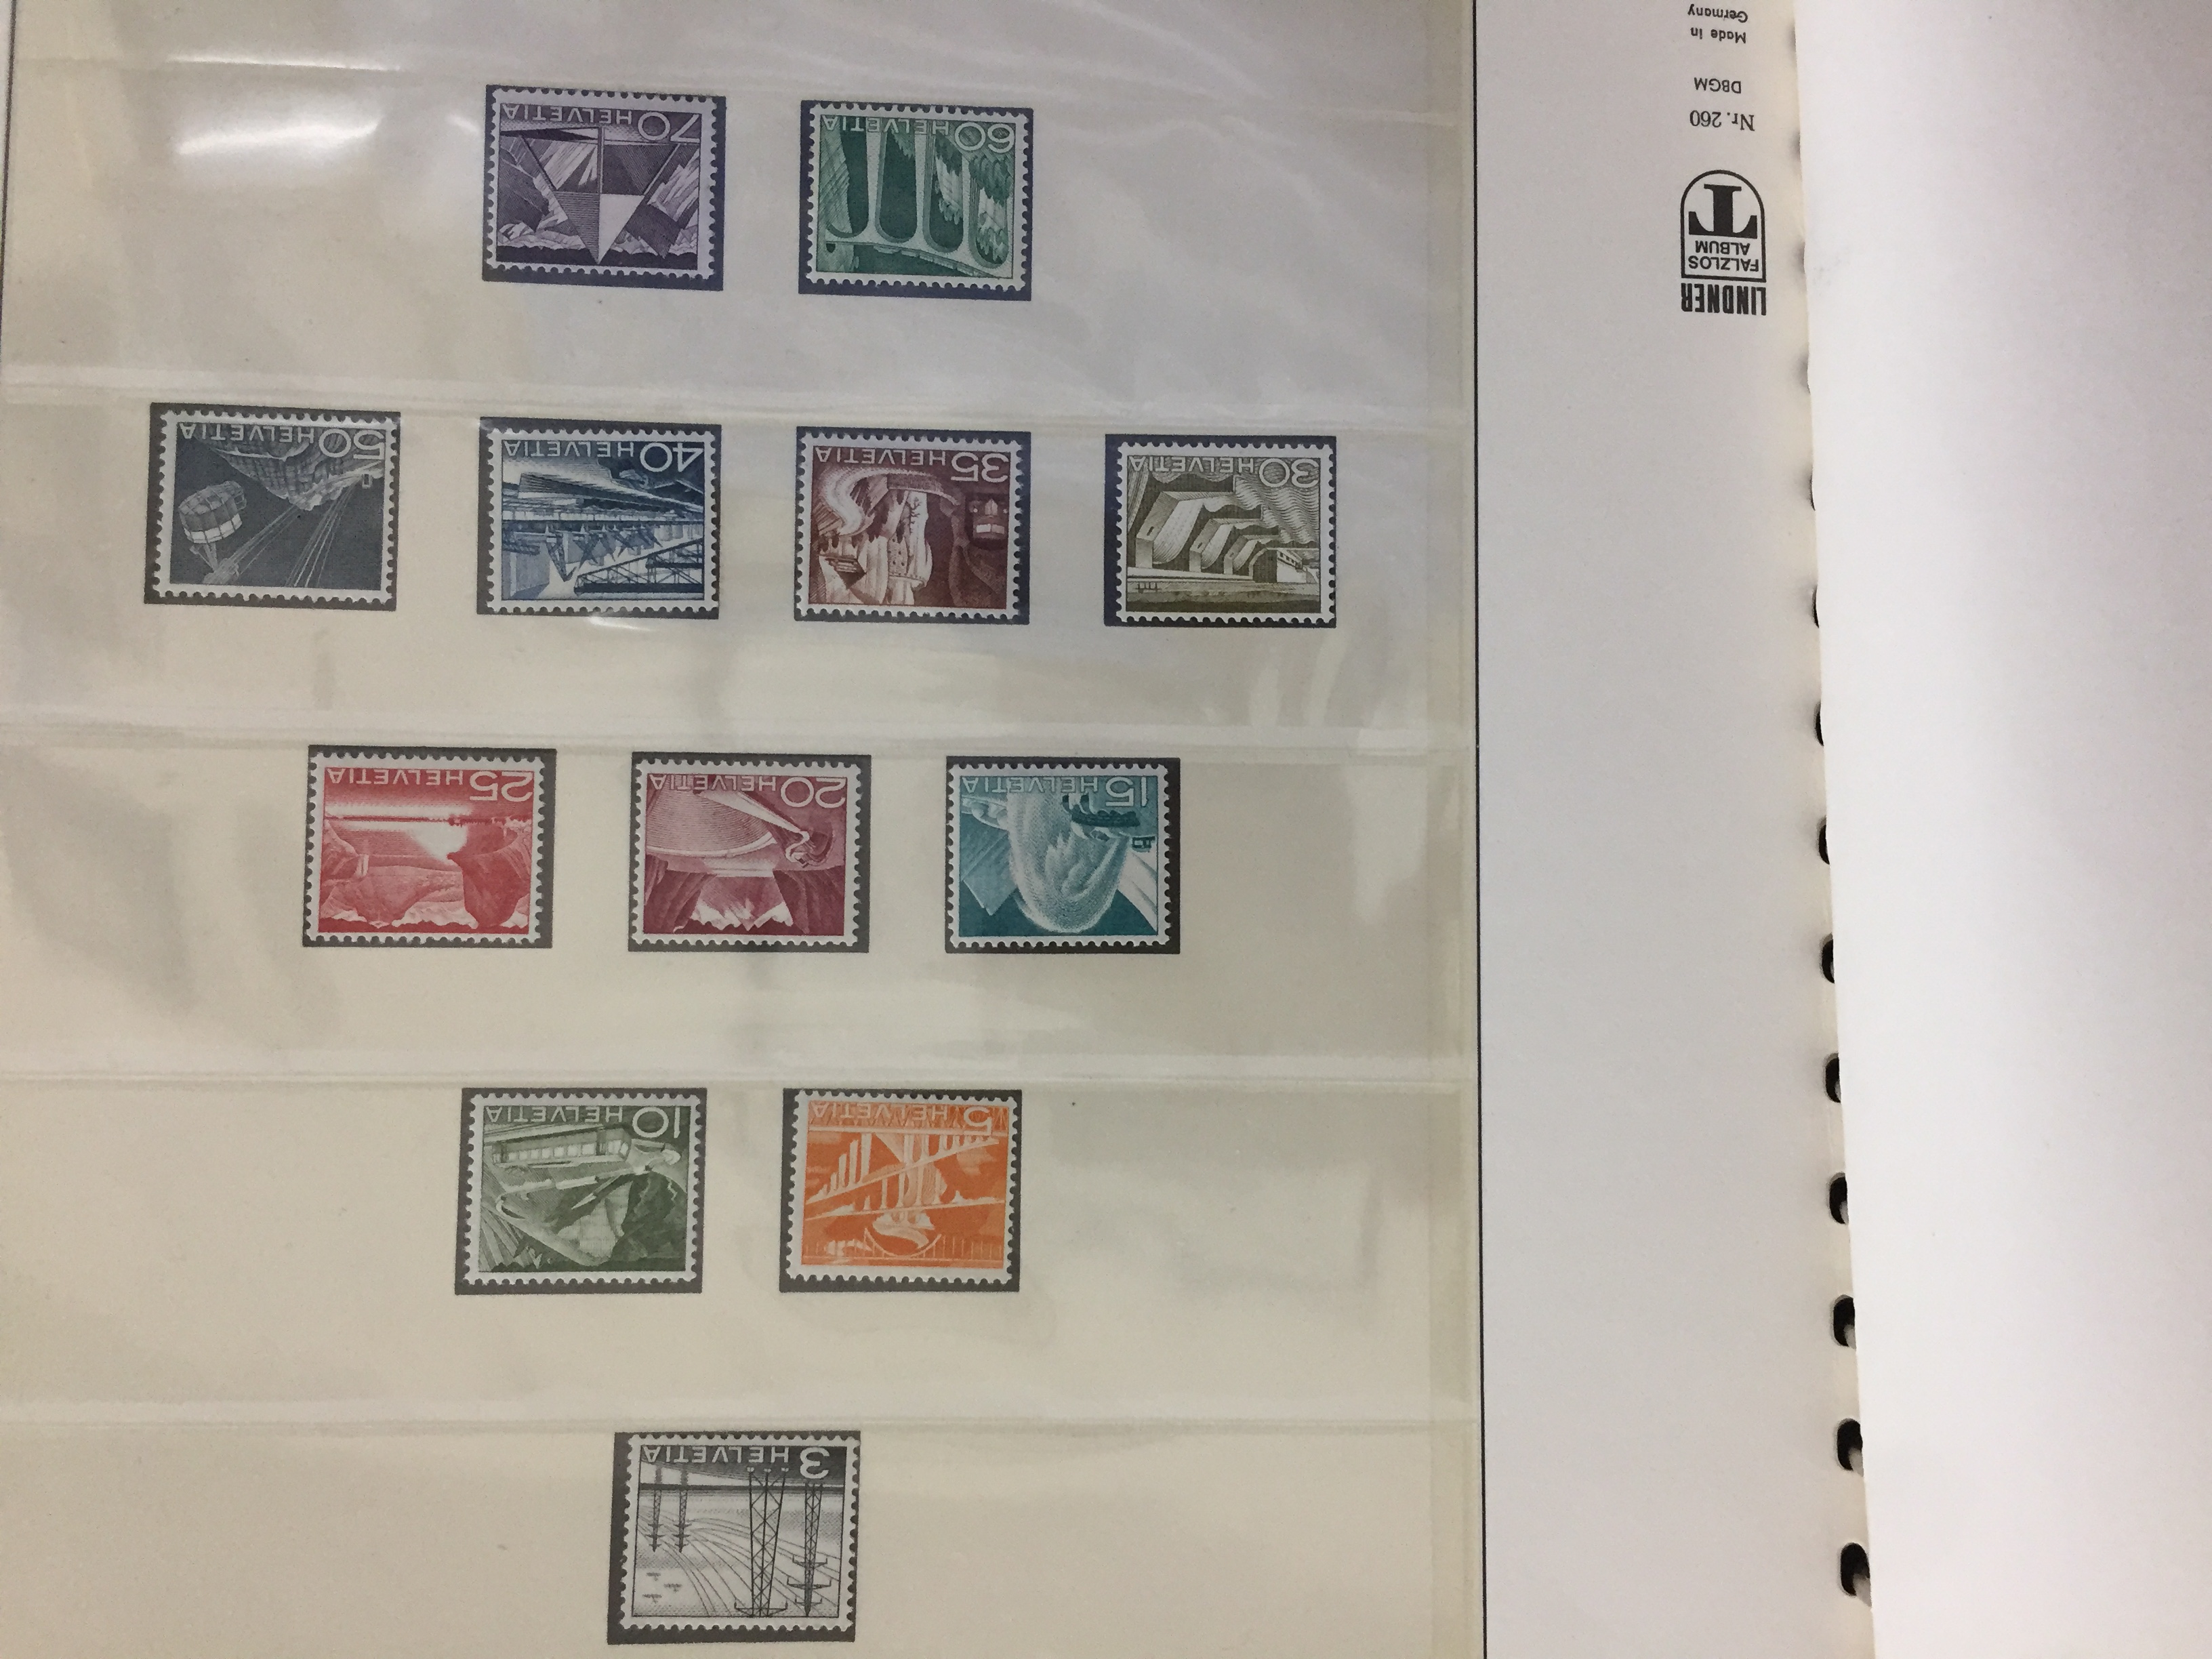 3 HELVETIA
5 HELVETIA
10 HELVETIA
15 HELVETIA
20 HELVETIA
25 HELVETIA
30 HELVETIA
35 HELVETIA
40 HELVETIA
50 HELVETIA
60 HELVETIA
70 HELVETIA
LINDNER
FALZLOS
ALBUM
T
Nr. 260
DBGM
Made in
Germany